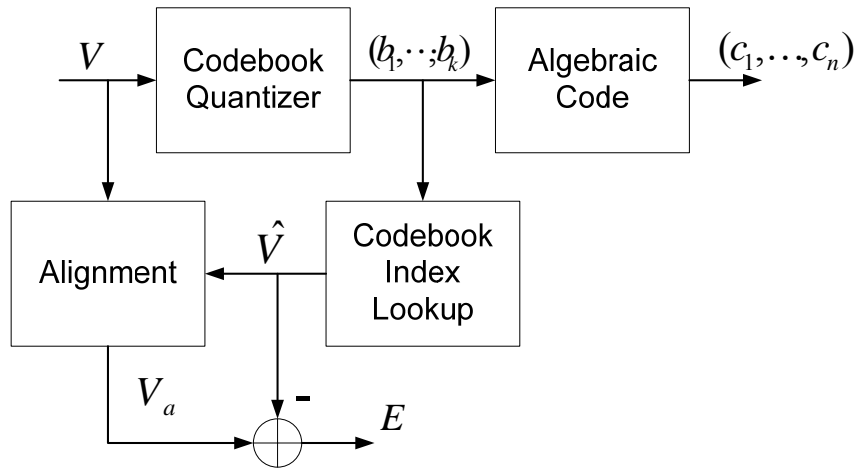 V
Codebook
Quantizer
(b₁,⋯,bₖ)
Algebraic
Code
(c₁,…,cₙ)
Alignment
V̂
Codebook
Index
Lookup
Vₐ
-
E